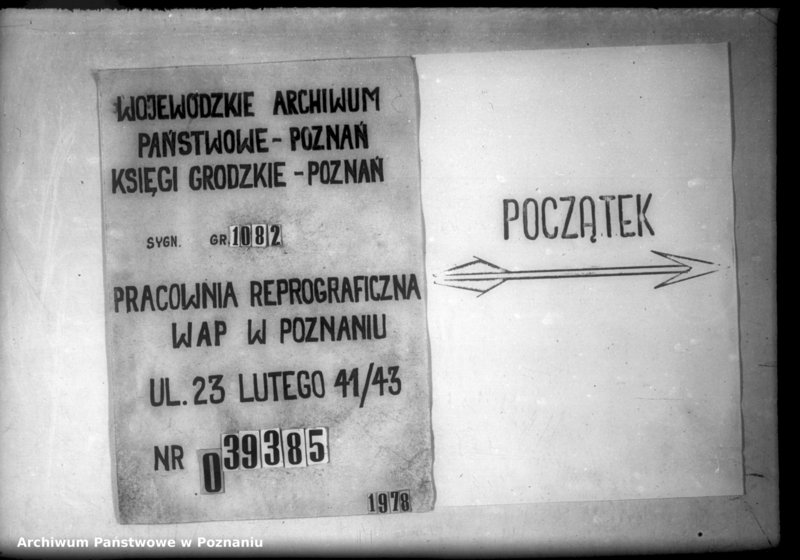 WOJEWÓDZKIE ARCHIWUM
PAŃSTWOWE - POZNAŃ
KSIĘGI GRODZKIE - POZNAŃ
SYGN. GR. 1082
PRACOWNIA REPROGRAFICZNA
WAP W POZNANIU
UL. 23 LUTEGO 41/43
NR 039385
1978
POCZĄTEK
Archiwum Państwowe w Poznaniu